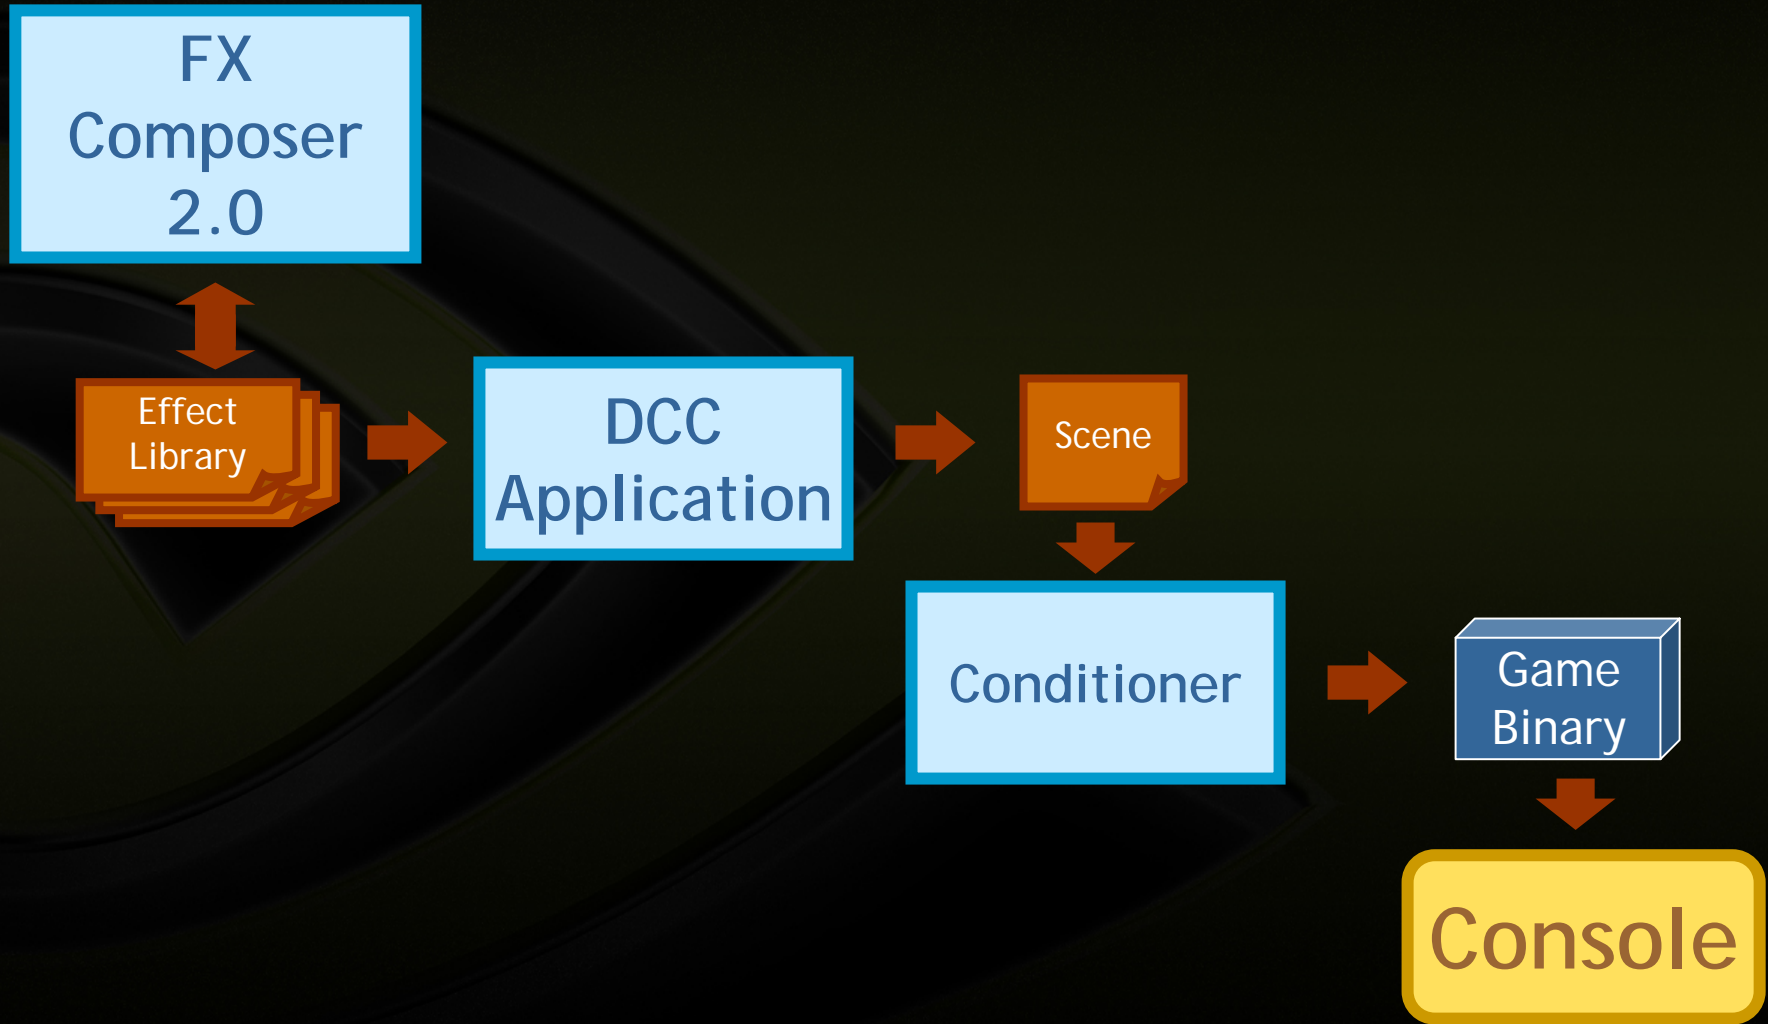 FX
Composer
2.0
Effect
Library
DCC
Application
Scene
Conditioner
Game
Binary
Console